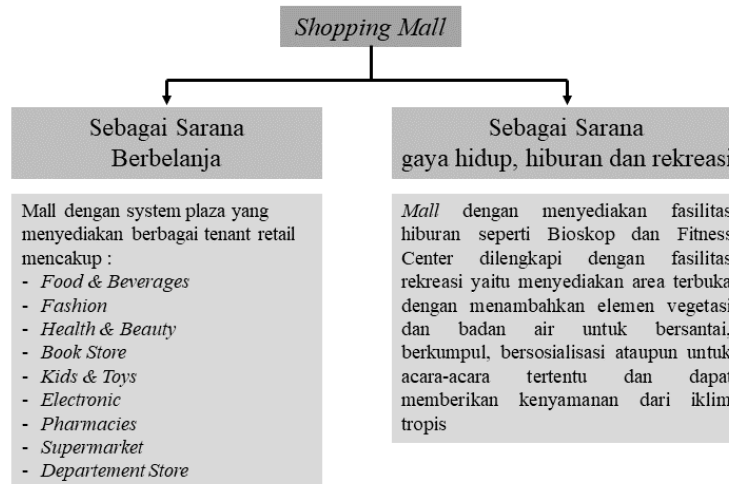 Shopping Mall
Sebagai Sarana
Berbelanja
Mall dengan system plaza yang
menyediakan berbagai tenant retail
mencakup :
- Food & Beverages
- Fashion
- Health & Beauty
- Book Store
- Kids & Toys
- Electronic
- Pharmacies
- Supermarket
- Departement Store
Sebagai Sarana
gaya hidup, hiburan dan rekreasi
Mall dengan menyediakan fasilitas
hiburan seperti Bioskop dan Fitness
Center dilengkapi dengan fasilitas
rekreasi yaitu menyediakan area terbuka
dengan menambahkan elemen vegetasi
dan badan air untuk bersantai,
berkumpul, bersosialisasi ataupun untuk
acara-acara tertentu dan dapat
memberikan kenyamanan dari iklim
tropis